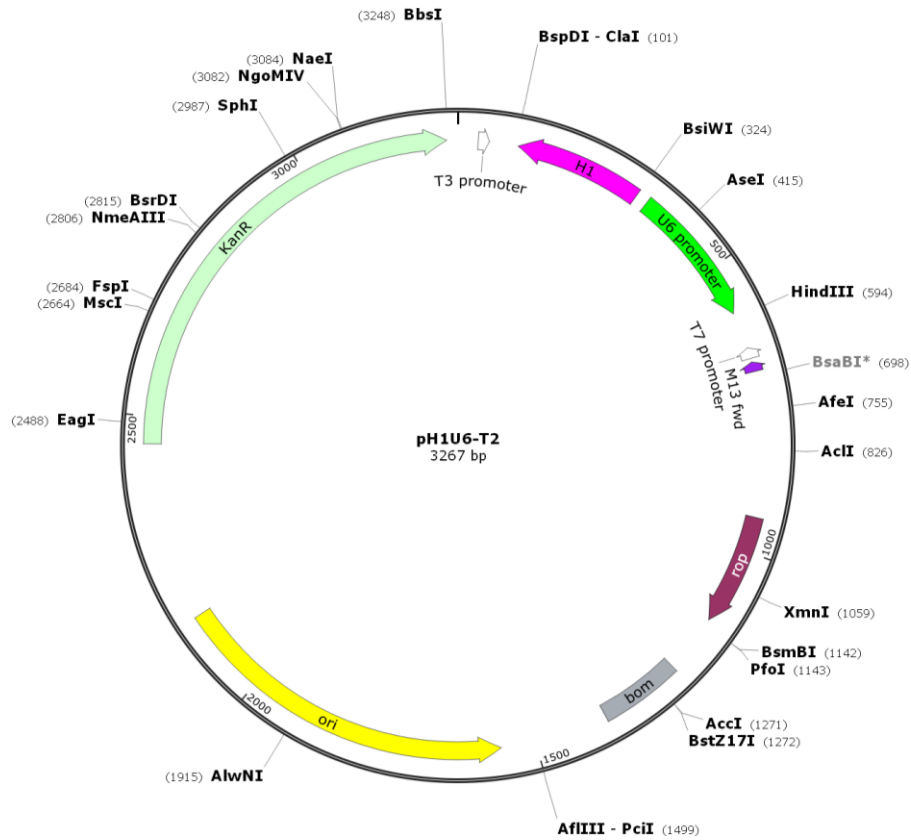 (3248) BbsI
BspDI - ClaI (101)
(3084) NaeI
(3082) NgoMIV
(2987) SphI
BsiWI (324)
AseI (415)
3000
T3 promoter
H1
U6 promoter
500
(2815) BsrDI
(2806) NmeAIII
KanR
(2684) FspI
(2664) MscI
HindIII (594)
T7 promoter
M13 fwd
BsaBI* (698)
AfeI (755)
(2488) EagI
2500
pH1U6-T2
3267 bp
AclI (826)
rop
1000
XmnI (1059)
BsmBI (1142)
PfoI (1143)
bom
AccI (1271)
BstZ17I (1272)
ori
2000
1500
(1915) AlwNI
AflIII - PciI (1499)